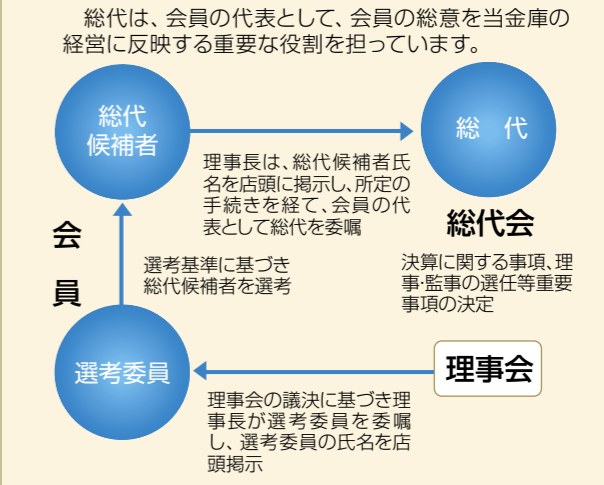 総代は、会員の代表として、会員の総意を当金庫の
経営に反映する重要な役割を担っています。
総代
候補者
総 代
理事長は、総代候補者氏
名を店頭に掲示し、所定の
手続きを経て、会員の代
表として総代を委嘱
総代会
決算に関する事項、理
事・監事の選任等重要
事項の決定
会
員
選考基準に基づき
総代候補者を選考
選考委員
理事会
理事会の議決に基づき理
事長が選考委員を委嘱
し、選考委員の氏名を店
頭掲示